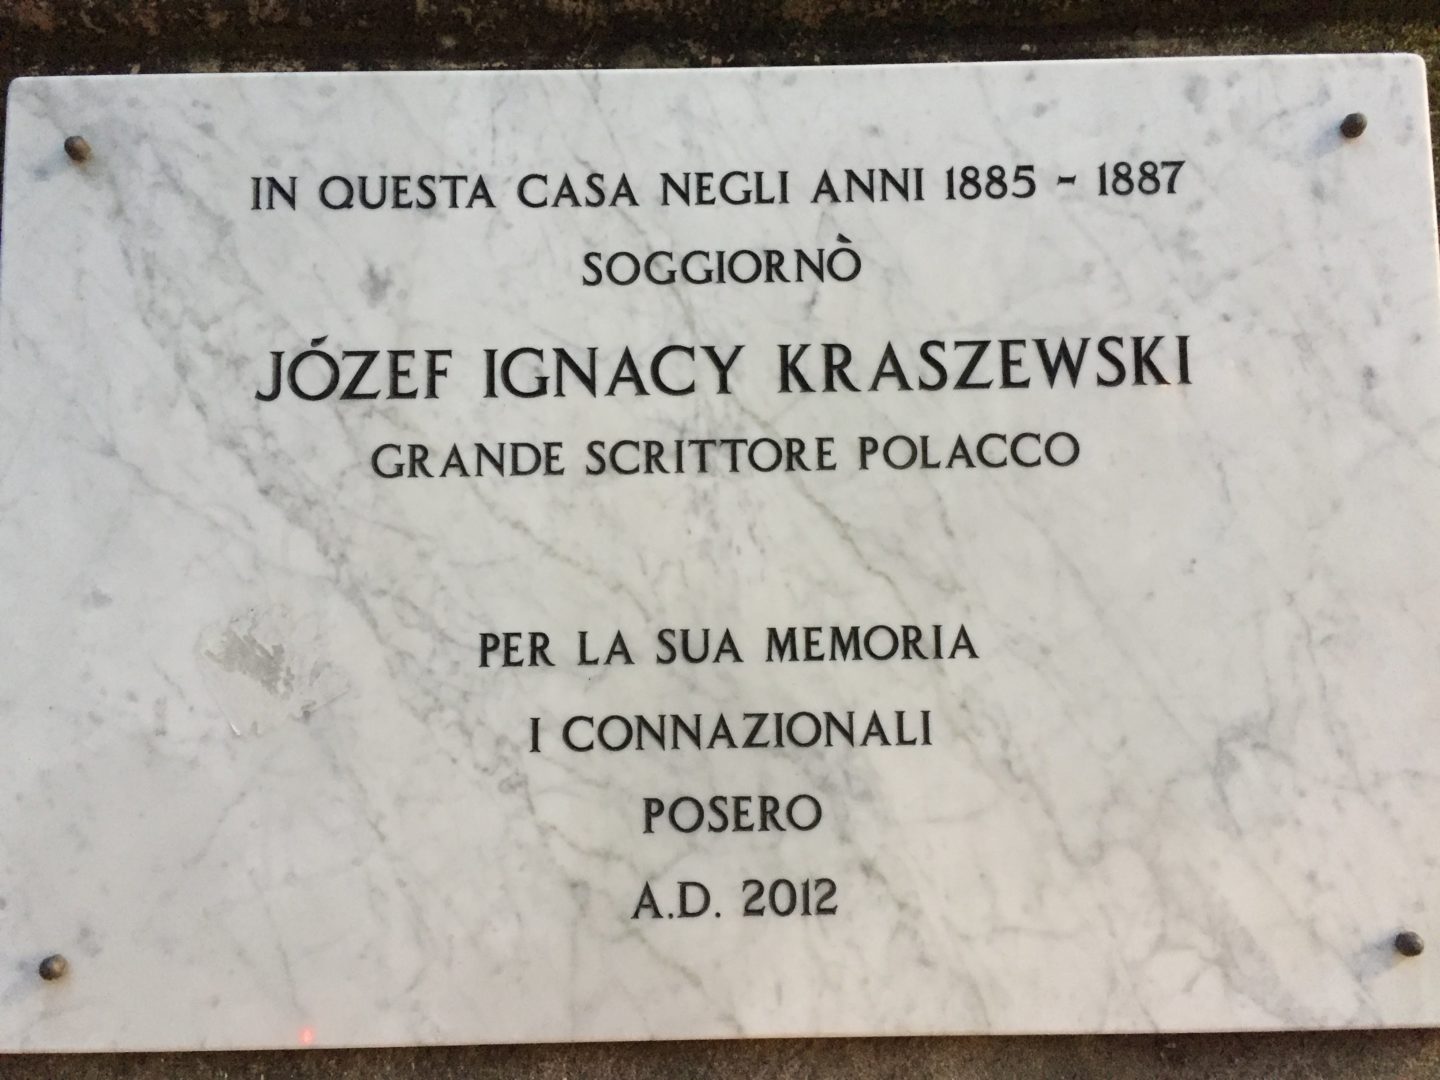 IN QUESTA CASA NEGLI ANNI 1885 - 1887
SOGGIORNÒ
JÓZEF IGNACY KRASZEWSKI
GRANDE SCRITTORE POLACCO
PER LA SUA MEMORIA
I CONNAZIONALI
POSERO
A.D. 2012